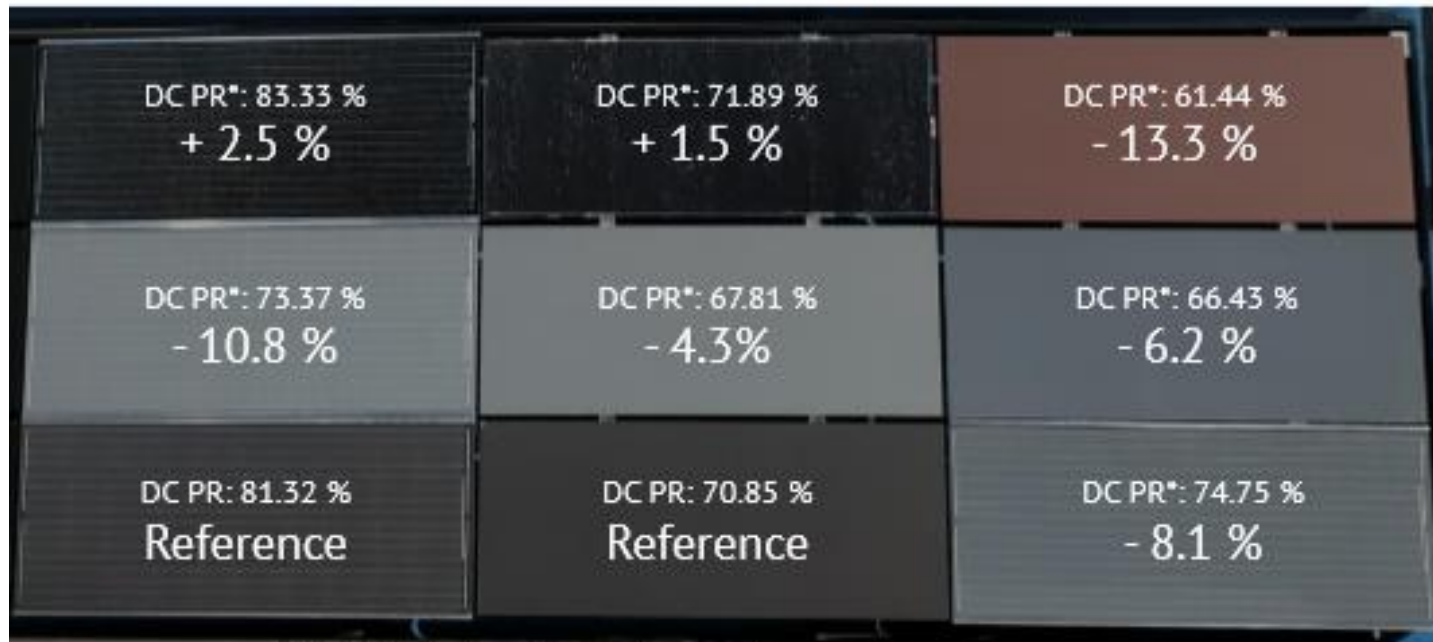 DC PR*: 83.33 %
+ 2.5 %
DC PR*: 71.89 %
+ 1.5 %
DC PR*: 61.44 %
- 13.3 %
DC PR*: 73.37 %
- 10.8 %
DC PR*: 67.81 %
- 4.3%
DC PR*: 66.43 %
- 6.2 %
DC PR: 81.32 %
Reference
DC PR: 70.85 %
Reference
DC PR*: 74.75 %
- 8.1 %